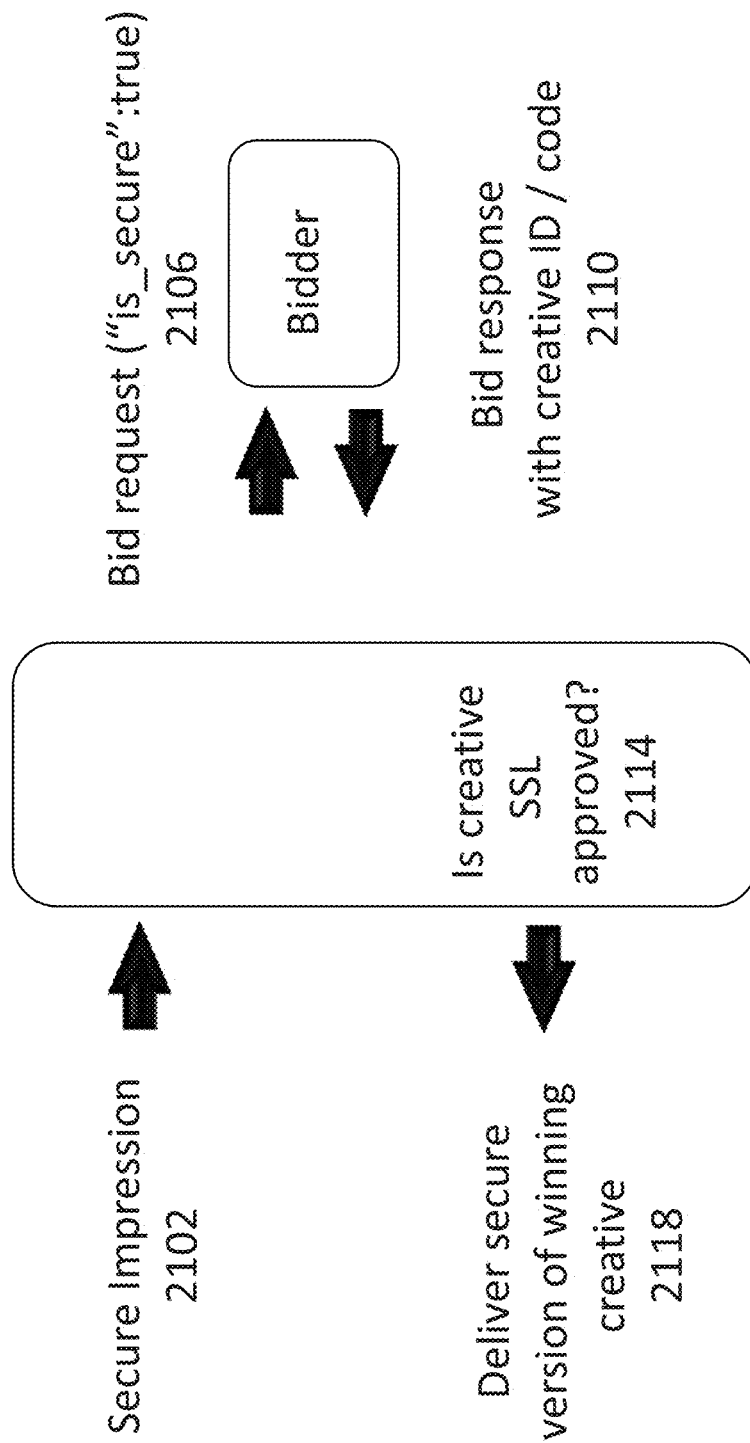 Secure Impression
2102
Bid request (“is_secure”:true)
2106
Bidder
Is creative
SSL
approved?
2114
Bid response
with creative ID / code
2110
Deliver secure
version of winning
creative
2118